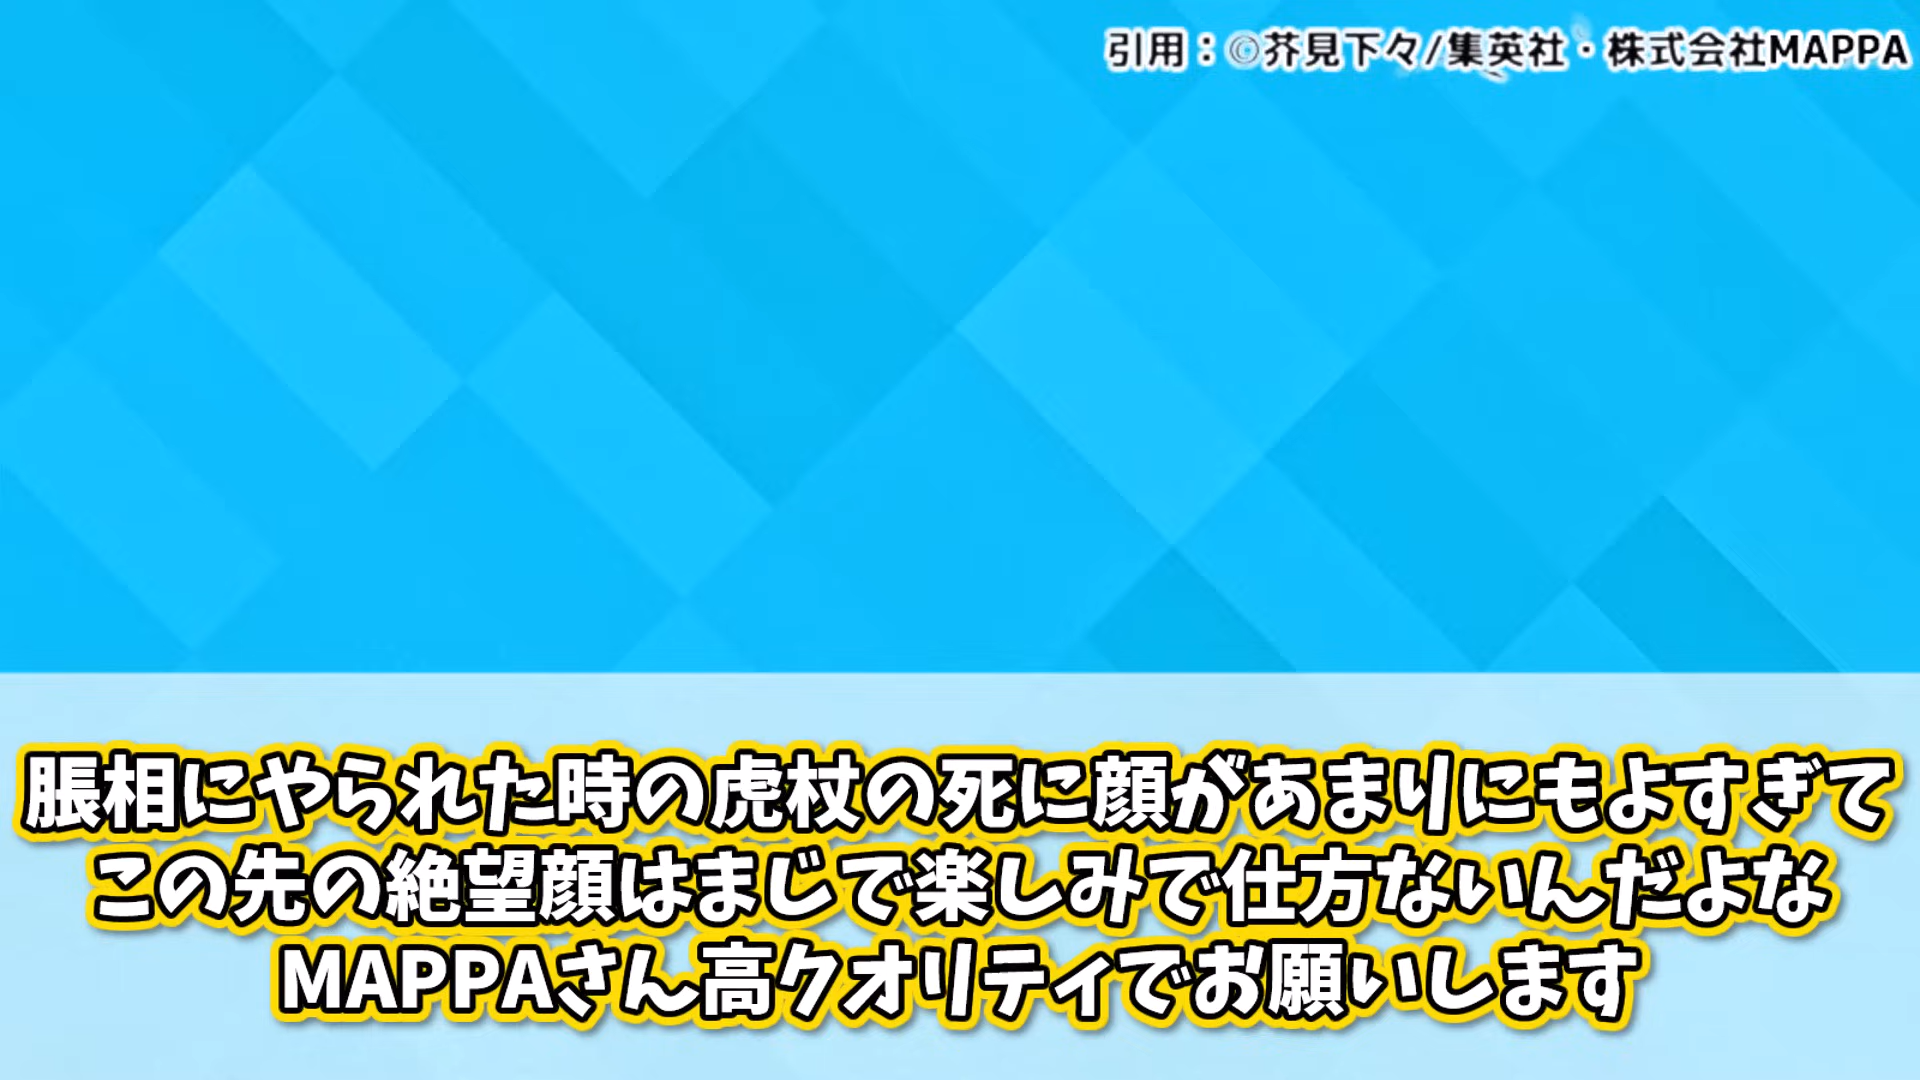 引用：©芥見下々/集英社・株式会社MAPPA
脹相にやられた時の虎杖の死に顔があまりにもよすぎて
この先の絶望顔はまじで楽しみで仕方ないんだよな
MAPPAさん高クオリティでお願いします